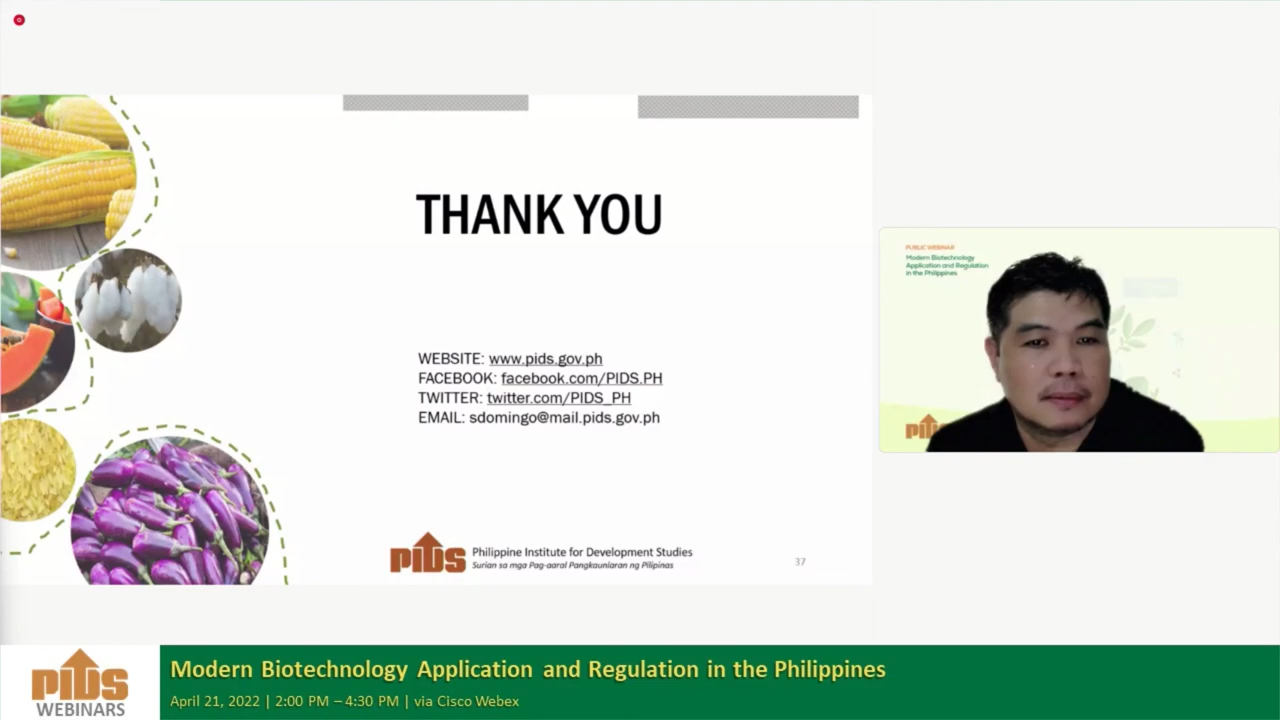 THANK YOU
WEBSITE: www.pids.gov.ph
FACEBOOK: facebook.com/PIDS.PH
TWITTER: twitter.com/PIDS_PH
EMAIL: sdomingo@mail.pids.gov.ph
PIDS Philippine Institute for Development Studies
Surian sa mga Pag-aaral Pangkaunlaran ng Pilipinas
37
PUBLIC WEBINAR
Modern Biotechnology
Application and Regulation
in the Philippines
PIDS
WEBINARS
Modern Biotechnology Application and Regulation in the Philippines
April 21, 2022 | 2:00 PM – 4:30 PM | via Cisco Webex